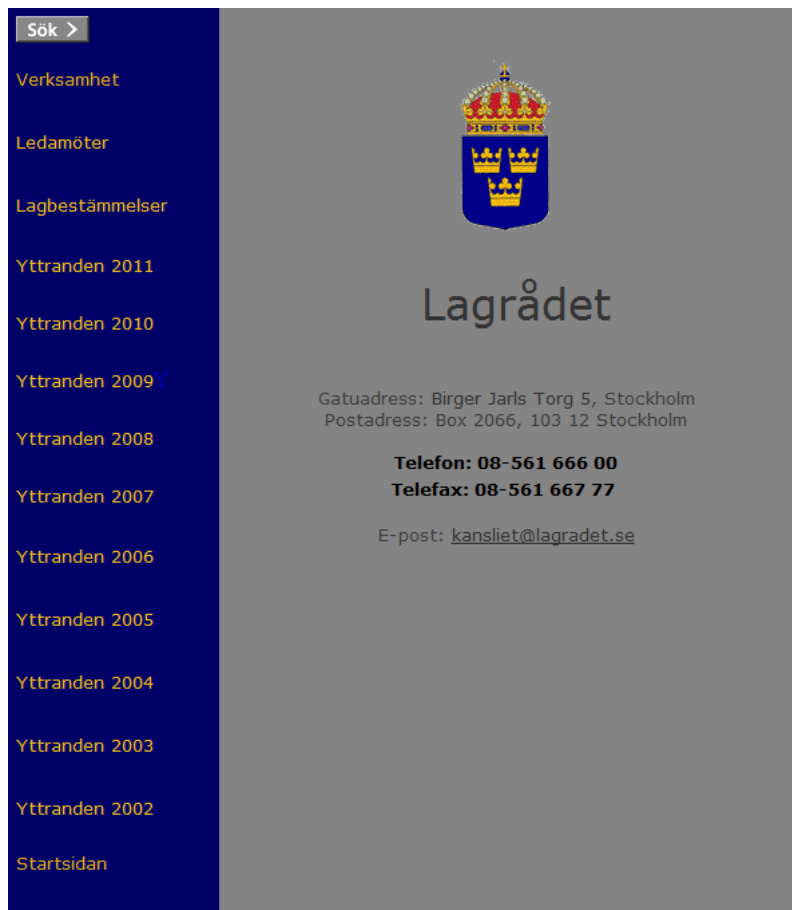 Sök >
Verksamhet
Ledamöter
Lagbestämmelser
Yttranden 2011
Yttranden 2010
Yttranden 2009Y
Yttranden 2008
Yttranden 2007
Yttranden 2006
Yttranden 2005
Yttranden 2004
Yttranden 2003
Yttranden 2002
Startsidan
Lagrådet
Gatuadress: Birger Jarls Torg 5, Stockholm
Postadress: Box 2066, 103 12 Stockholm
Telefon: 08-561 666 00
Telefax: 08-561 667 77
E-post: kansliet@lagradet.se